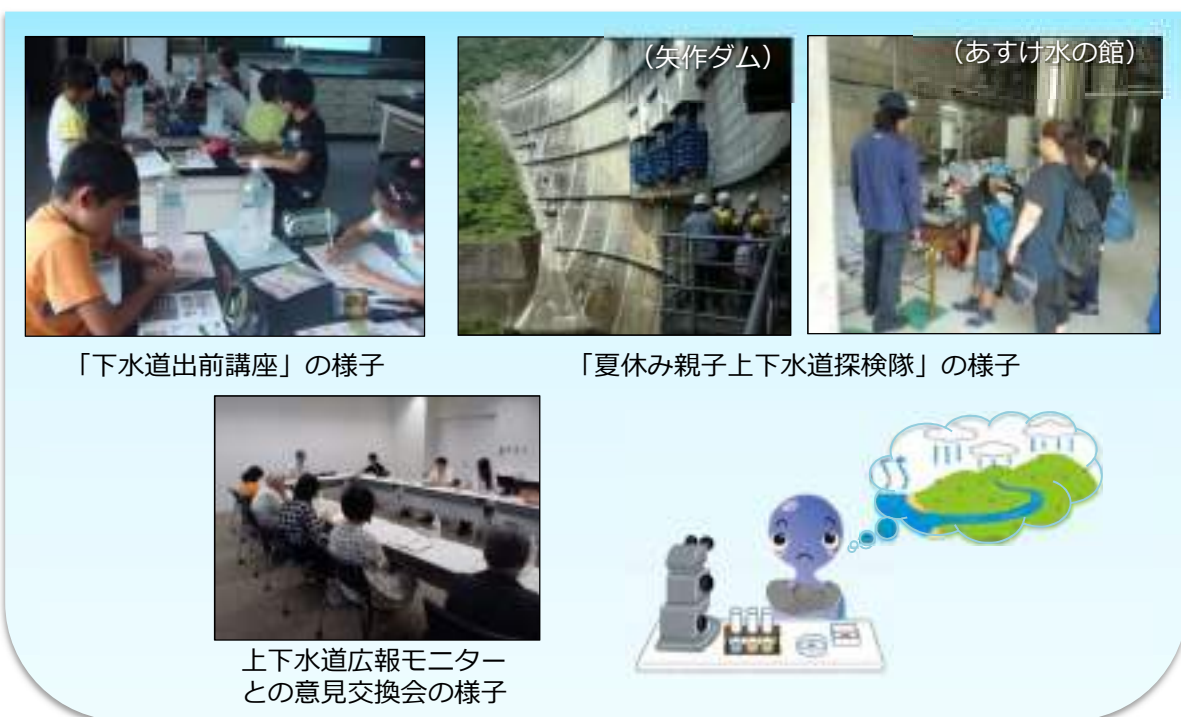 （矢作ダム）
（あすけ水の館）
「下水道出前講座」の様子
「夏休み親子上下水道探検隊」の様子
上下水道広報モニター
との意見交換会の様子